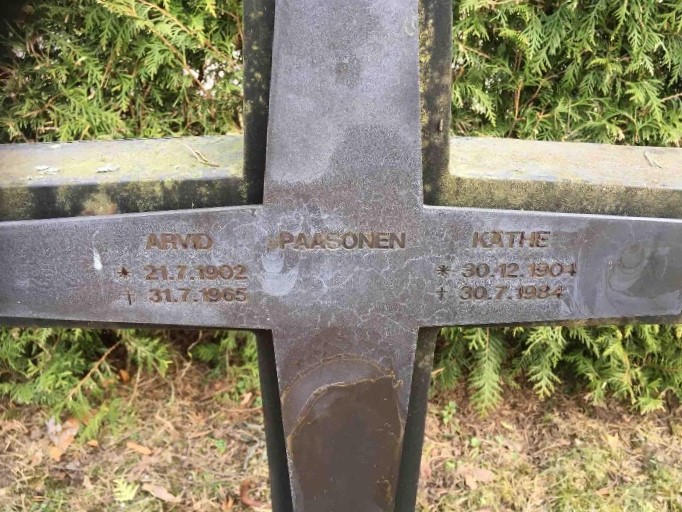 ARVID PAASONEN KÄTHE
* 21.7.1902 * 30.12.1904
† 31.7.1965 † 30.7.1984